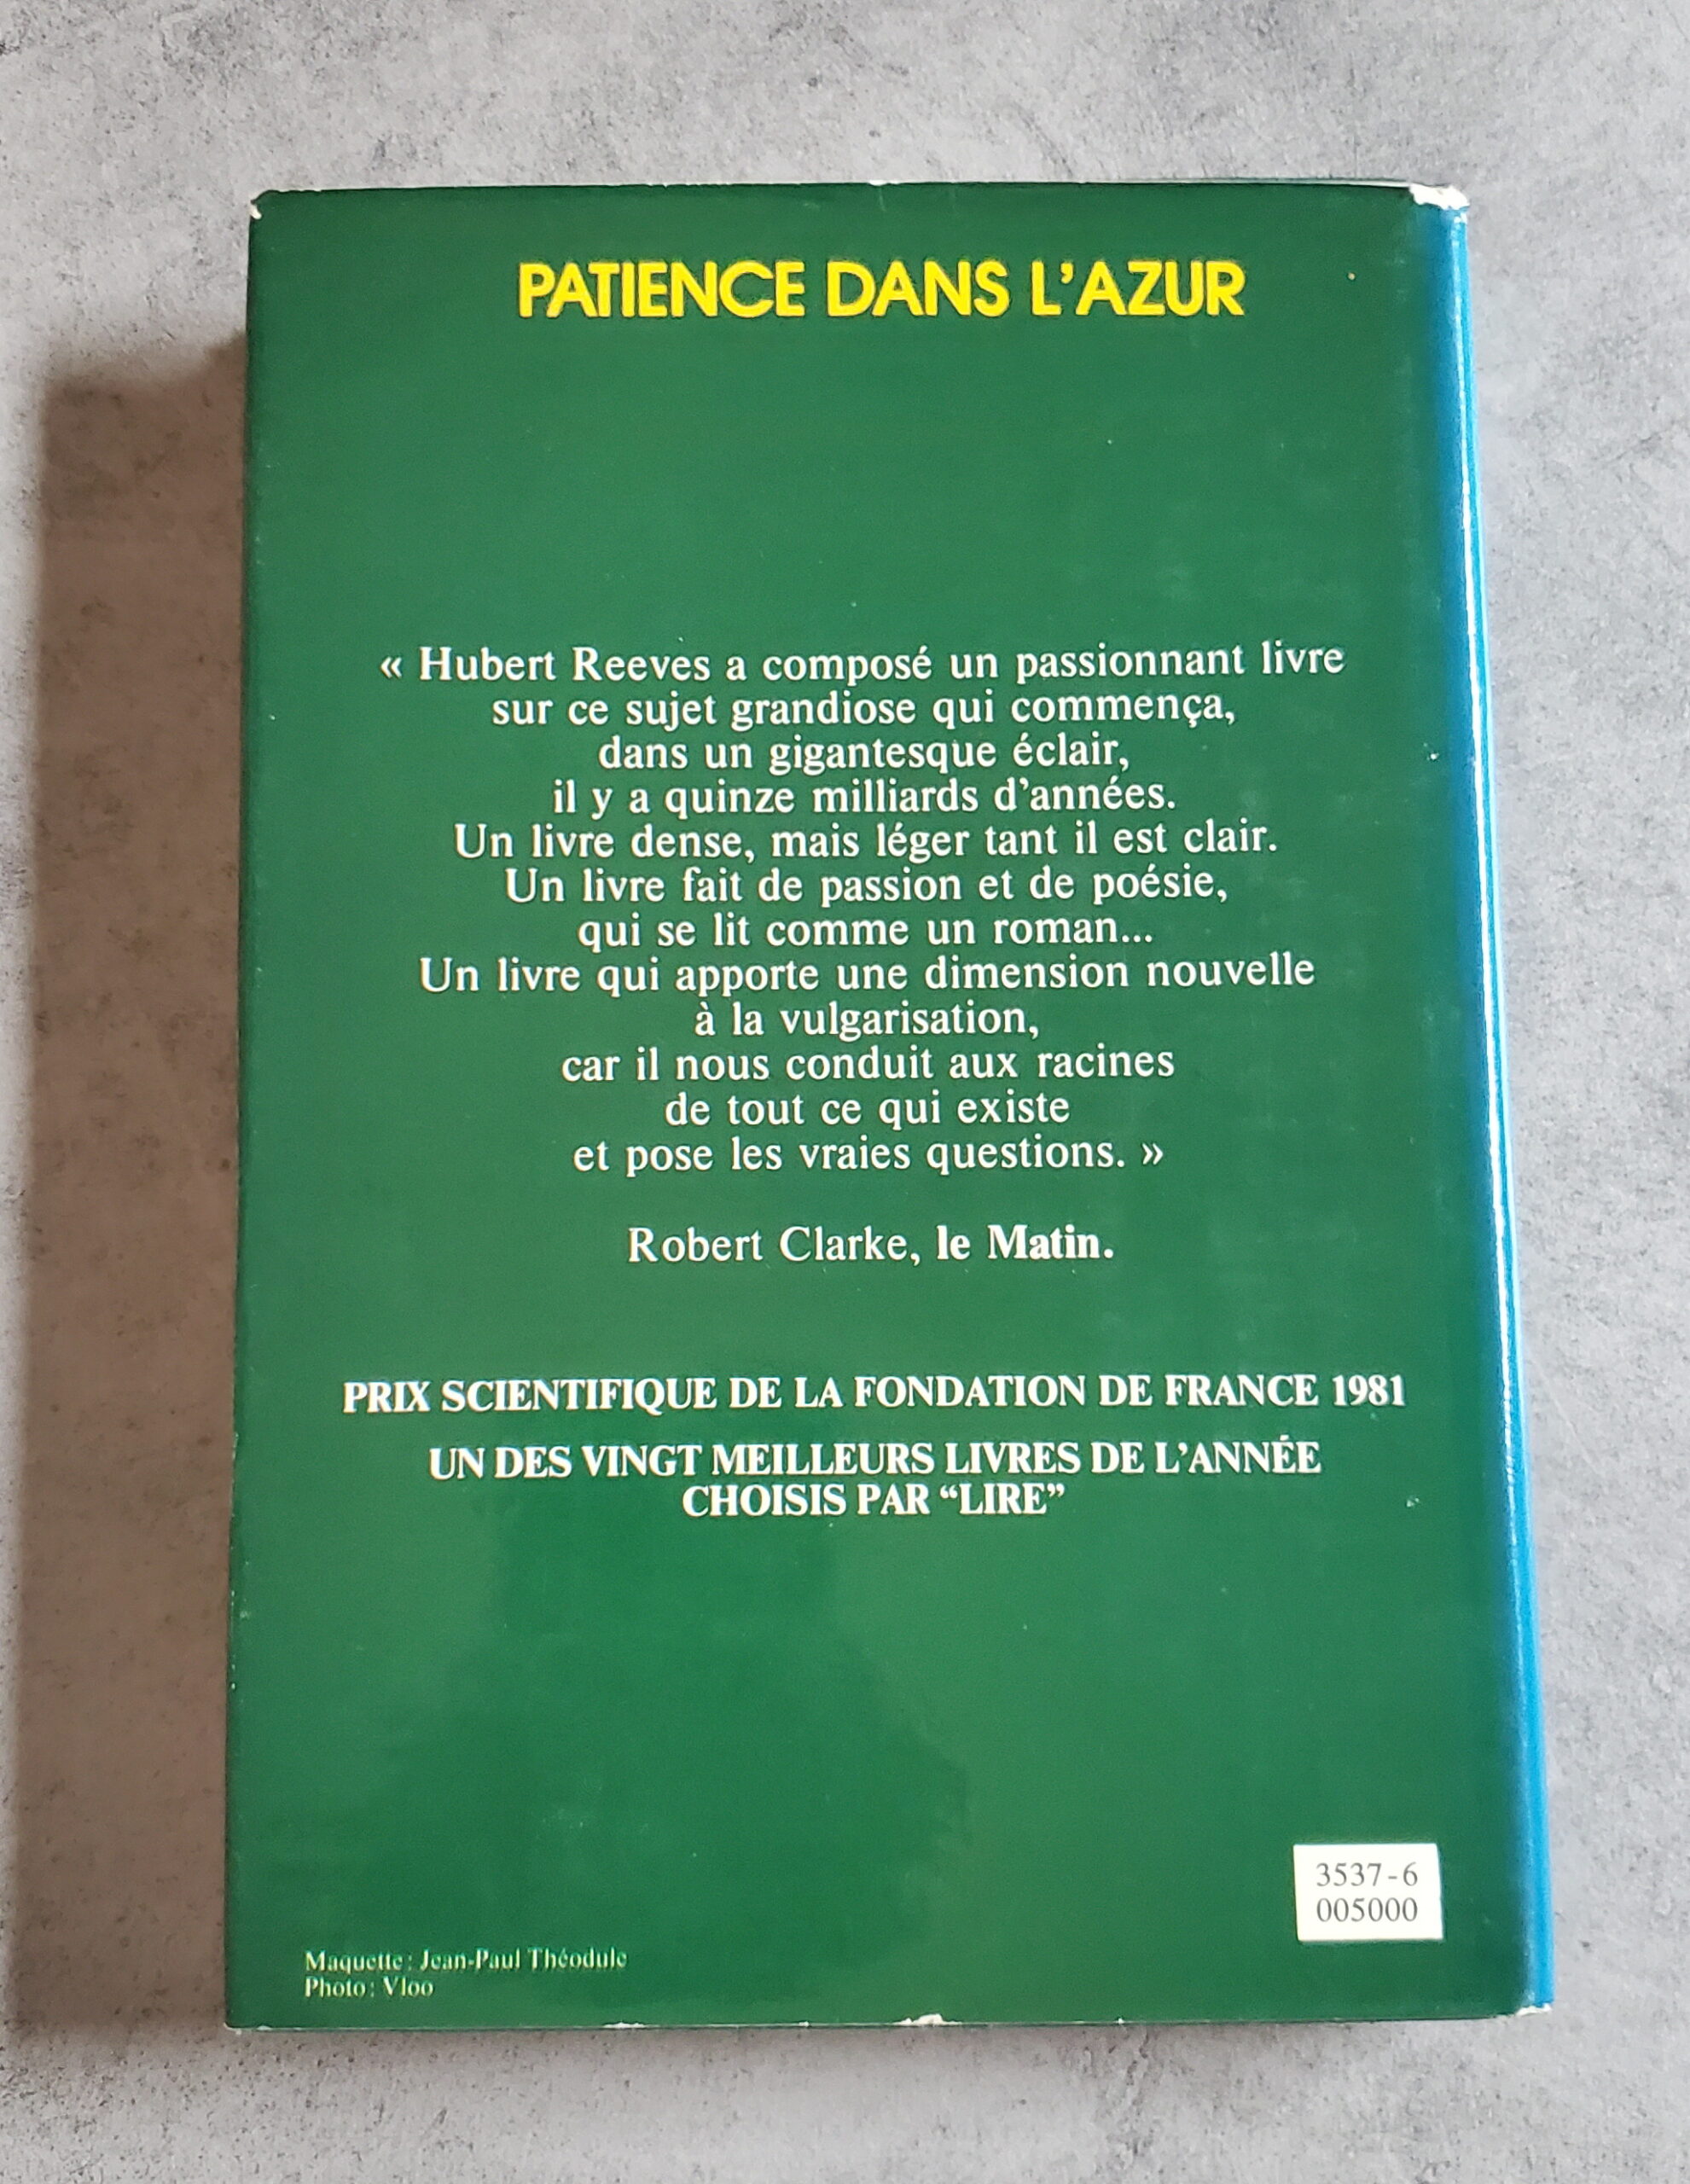 PATIENCE DANS L'AZUR
« Hubert Reeves a composé un passionnant livre
sur ce sujet grandiose qui commença,
dans un gigantesque éclair,
il y a quinze milliards d'années.
Un livre dense, mais léger tant il est clair.
Un livre fait de passion et de poésie,
qui se lit comme un roman...
Un livre qui apporte une dimension nouvelle
à la vulgarisation,
car il nous conduit aux racines
de tout ce qui existe
et pose les vraies questions. »
Robert Clarke, le Matin.
PRIX SCIENTIFIQUE DE LA FONDATION DE FRANCE 1981
UN DES VINGT MEILLEURS LIVRES DE L'ANNÉE
CHOISIS PAR “LIRE”
3537-6
005000
Maquette : Jean-Paul Théodule
Photo : Vloo